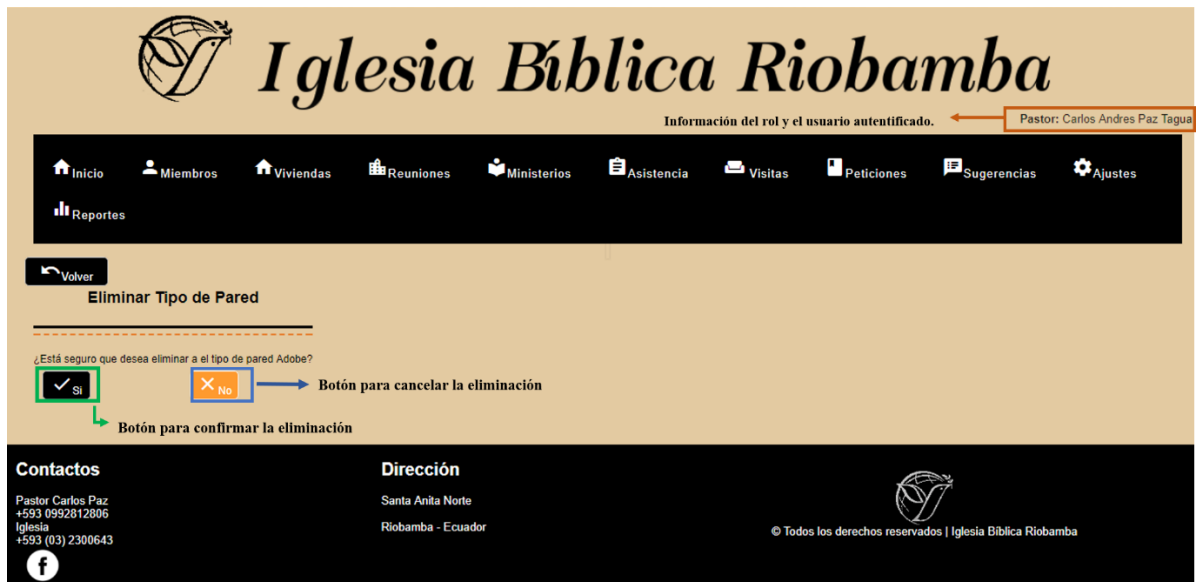 Iglesia Bíblica Riobamba
Información del rol y el usuario autentificado.
Pastor: Carlos Andres Paz Tagua
Inicio Miembros Viviendas Reuniones Ministerios Asistencia Visitas Peticiones Sugerencias Ajustes
Reportes
Volver
Eliminar Tipo de Pared
¿Está seguro que desea eliminar a el tipo de pared Adobe?
Si
No
Botón para cancelar la eliminación
Botón para confirmar la eliminación
Contactos
Pastor Carlos Paz
+593 0992812806
Iglesia
+593 (03) 2300643
Dirección
Santa Anita Norte
Riobamba - Ecuador
© Todos los derechos reservados | Iglesia Bíblica Riobamba